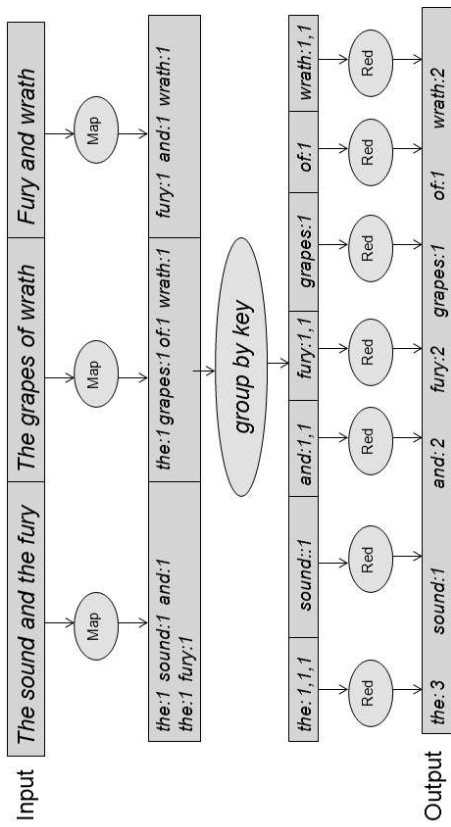 Input
The sound and the fury
The grapes of wrath
Fury and wrath
Map
Map
Map
the:1 sound:1 and:1
the:1 fury:1
the:1 grapes:1 of:1 wrath:1
fury:1 and:1 wrath:1
group by key
the:1,1,1
sound::1
and:1,1
fury:1,1
grapes:1
of:1
wrath:1,1
Red
Red
Red
Red
Red
Red
Red
Output
the: 3
sound:1
and: 2
fury:2
grapes:1
of:1
wrath:2